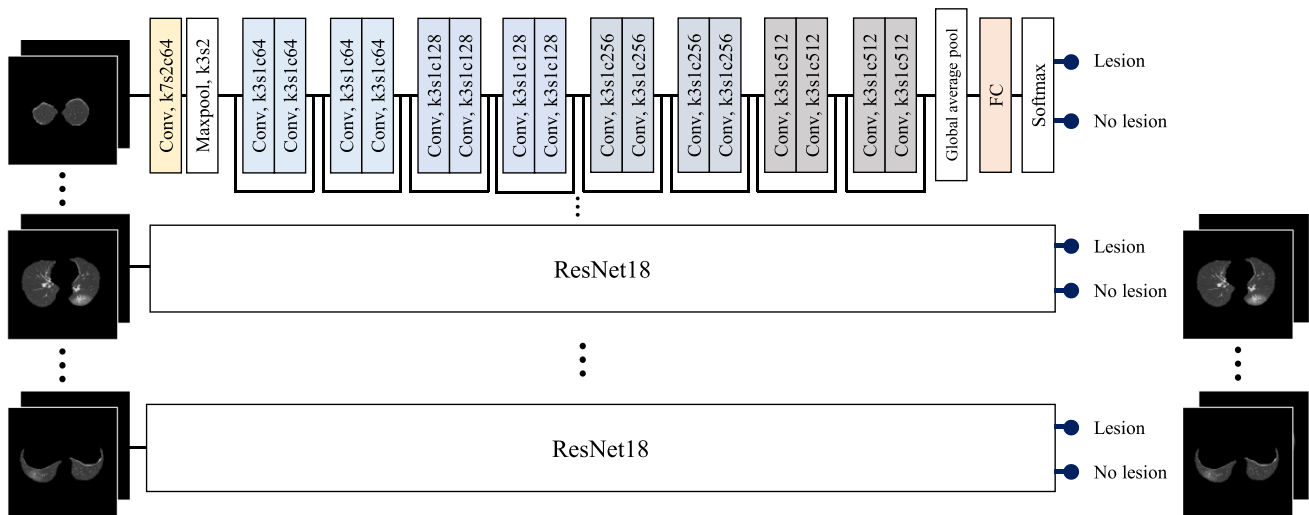 Conv, k7s2c64
Maxpool, k3s2
Conv, k3s1c64
Conv, k3s1c64
Conv, k3s1c64
Conv, k3s1c64
Conv, k3s1c128
Conv, k3s1c128
Conv, k3s1c128
Conv, k3s1c128
Conv, k3s1c256
Conv, k3s1c256
Conv, k3s1c256
Conv, k3s1c256
Conv, k3s1c512
Conv, k3s1c512
Conv, k3s1c512
Conv, k3s1c512
Global average pool
FC
Softmax
Lesion
No lesion
ResNet18
Lesion
No lesion
ResNet18
Lesion
No lesion